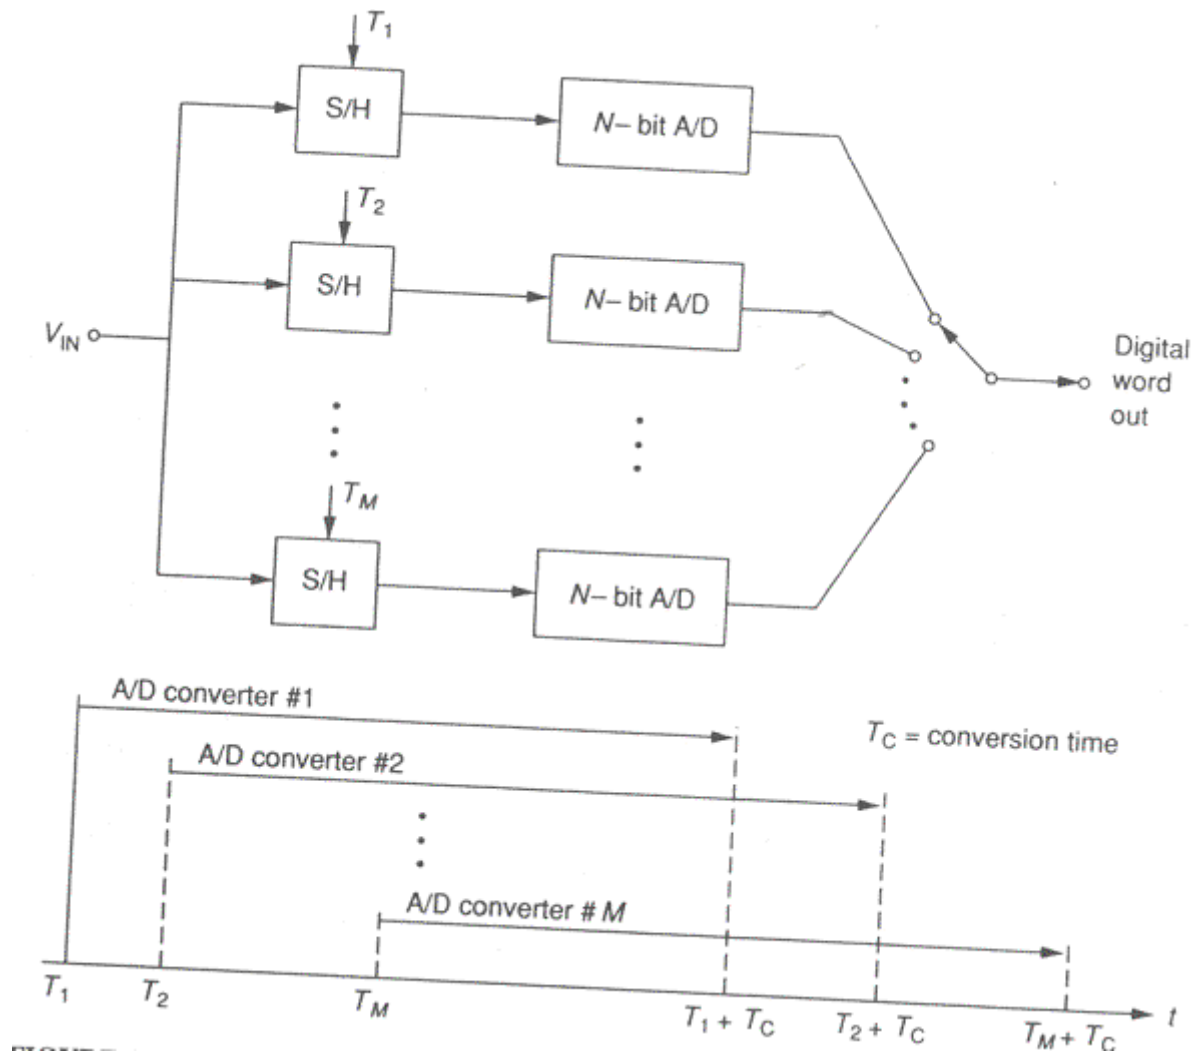 T1
S/H
N– bit A/D
T2
S/H
N– bit A/D
VIN
Digital
word
out
TM
S/H
N– bit A/D
A/D converter #1
TC = conversion time
A/D converter #2
A/D converter # M
T1
T2
TM
T1 + TC
T2 + TC
TM + TC
t